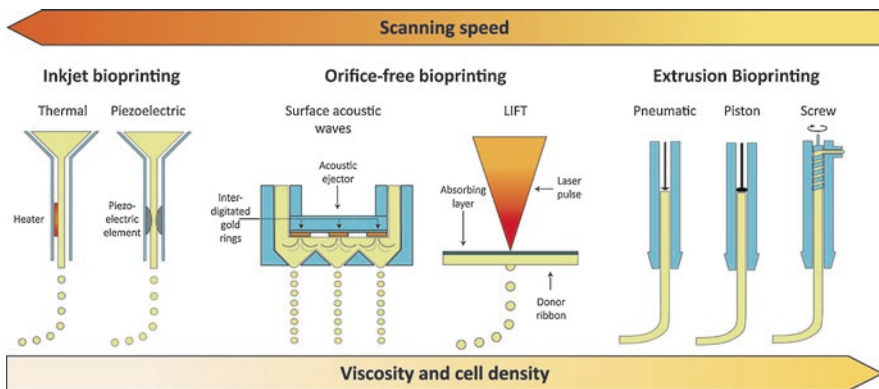 Scanning speed
Inkjet bioprinting
Orifice-free bioprinting
Extrusion Bioprinting
Thermal
Piezoelectric
Surface acoustic
waves
LIFT
Pneumatic
Piston
Screw
Acoustic
ejector
Inter-
digitated
gold
rings
Absorbing
layer
Laser
pulse
Heater
Piezo-
electric
element
Donor
ribbon
Viscosity and cell density